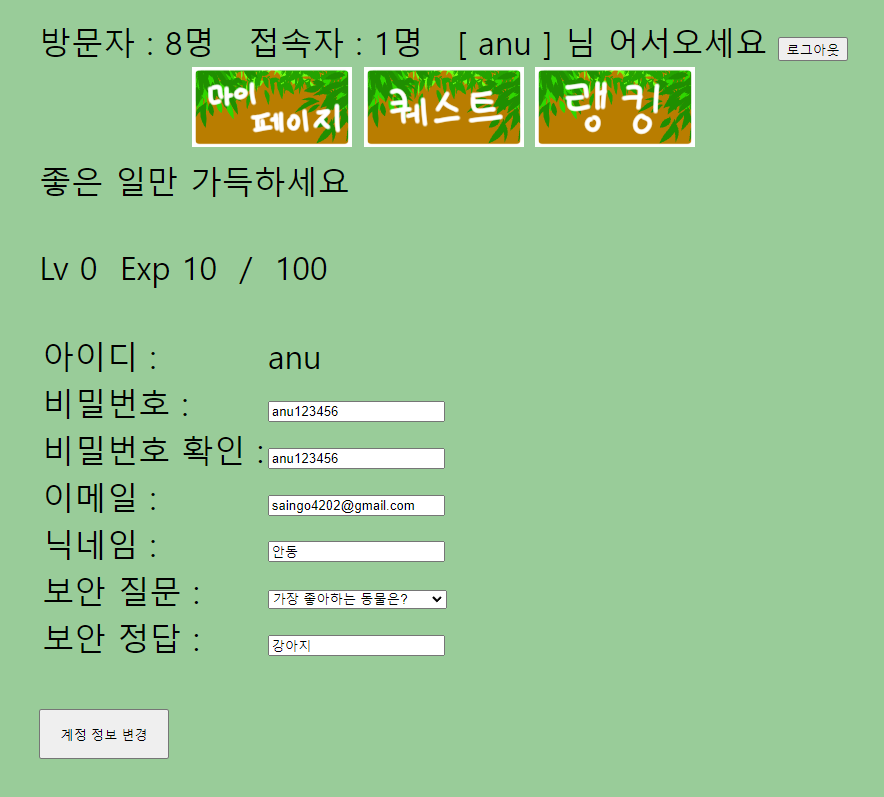 방문자 : 8명 접속자 : 1명 [ anu ] 님 어서오세요 로그아웃
마이 페이지 퀘스트 랭킹
좋은 일만 가득하세요
Lv 0 Exp 10 / 100
아이디 : anu
비밀번호 : anu123456
비밀번호 확인 : anu123456
이메일 : saingo4202@gmail.com
닉네임 : 안동
보안 질문 : 가장 좋아하는 동물은?
보안 정답 : 강아지
계정 정보 변경